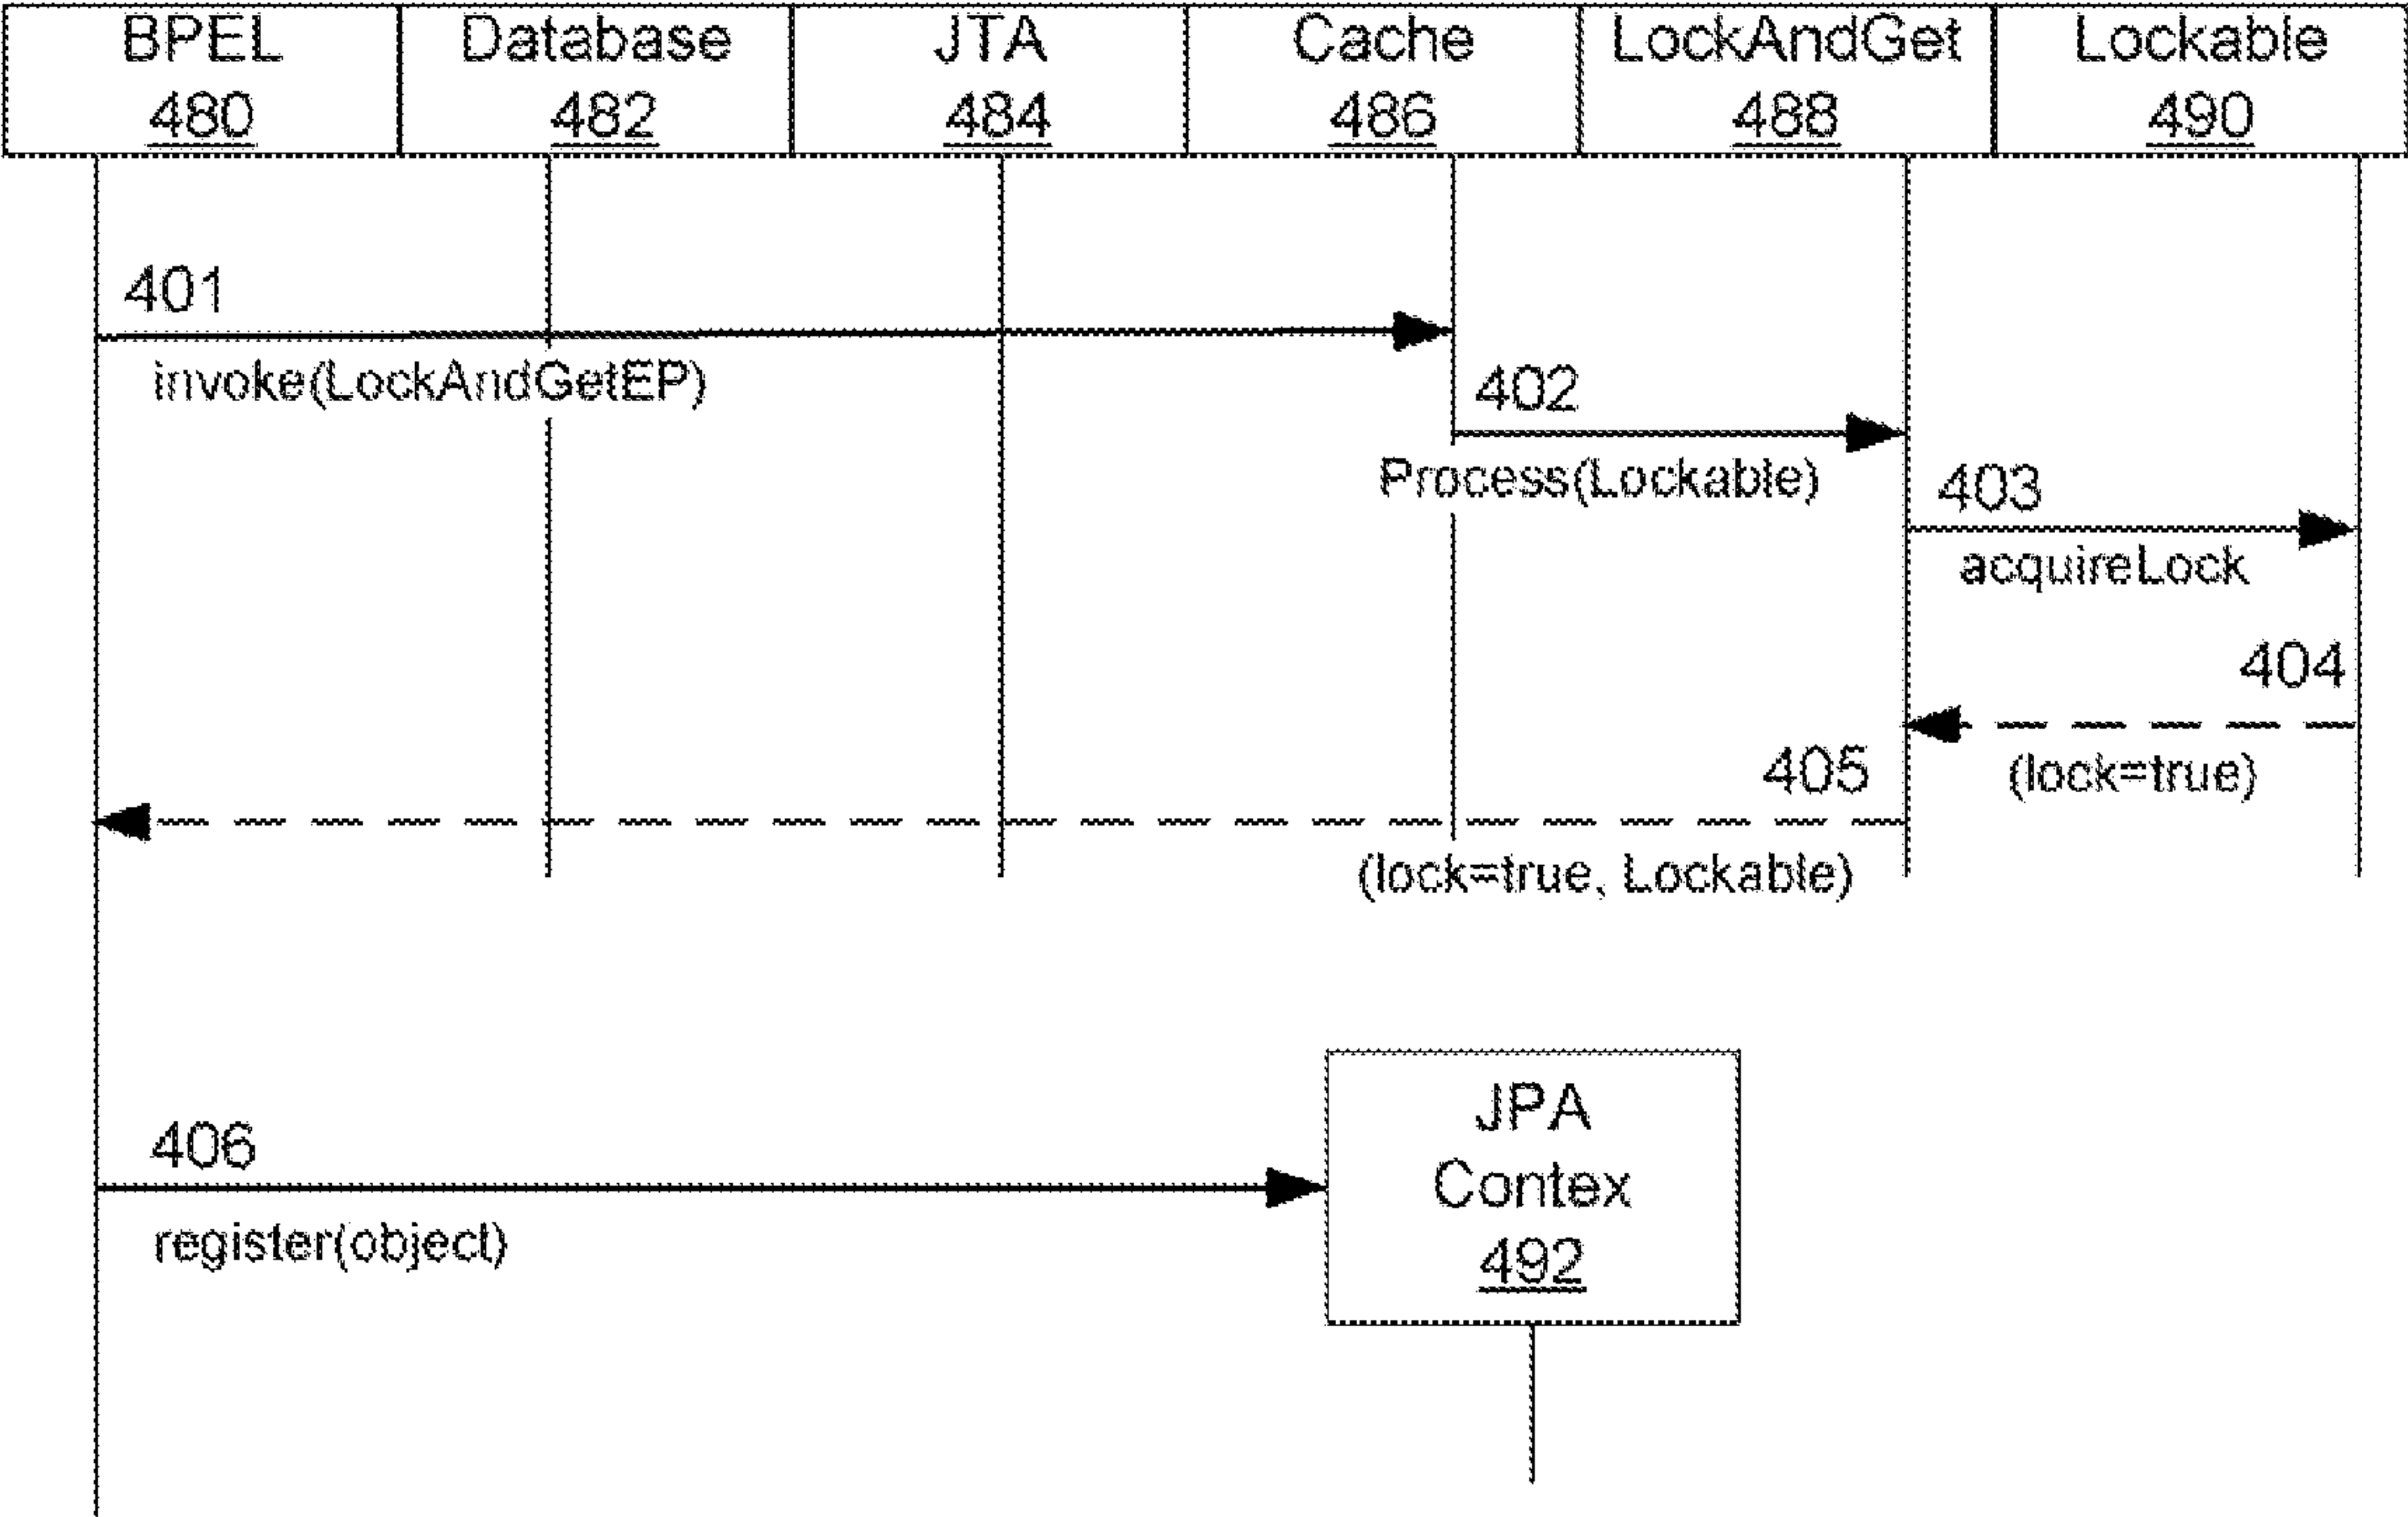 BPEL
480
Database
482
JTA
484
Cache
486
LockAndGet
488
Lockable
490
401
invoke(LockAndGetEP)
402
Process(Lockable)
403
acquireLock
404
(lock=true)
405
(lock=true, Lockable)
JPA
Contex
492
406
register(object)